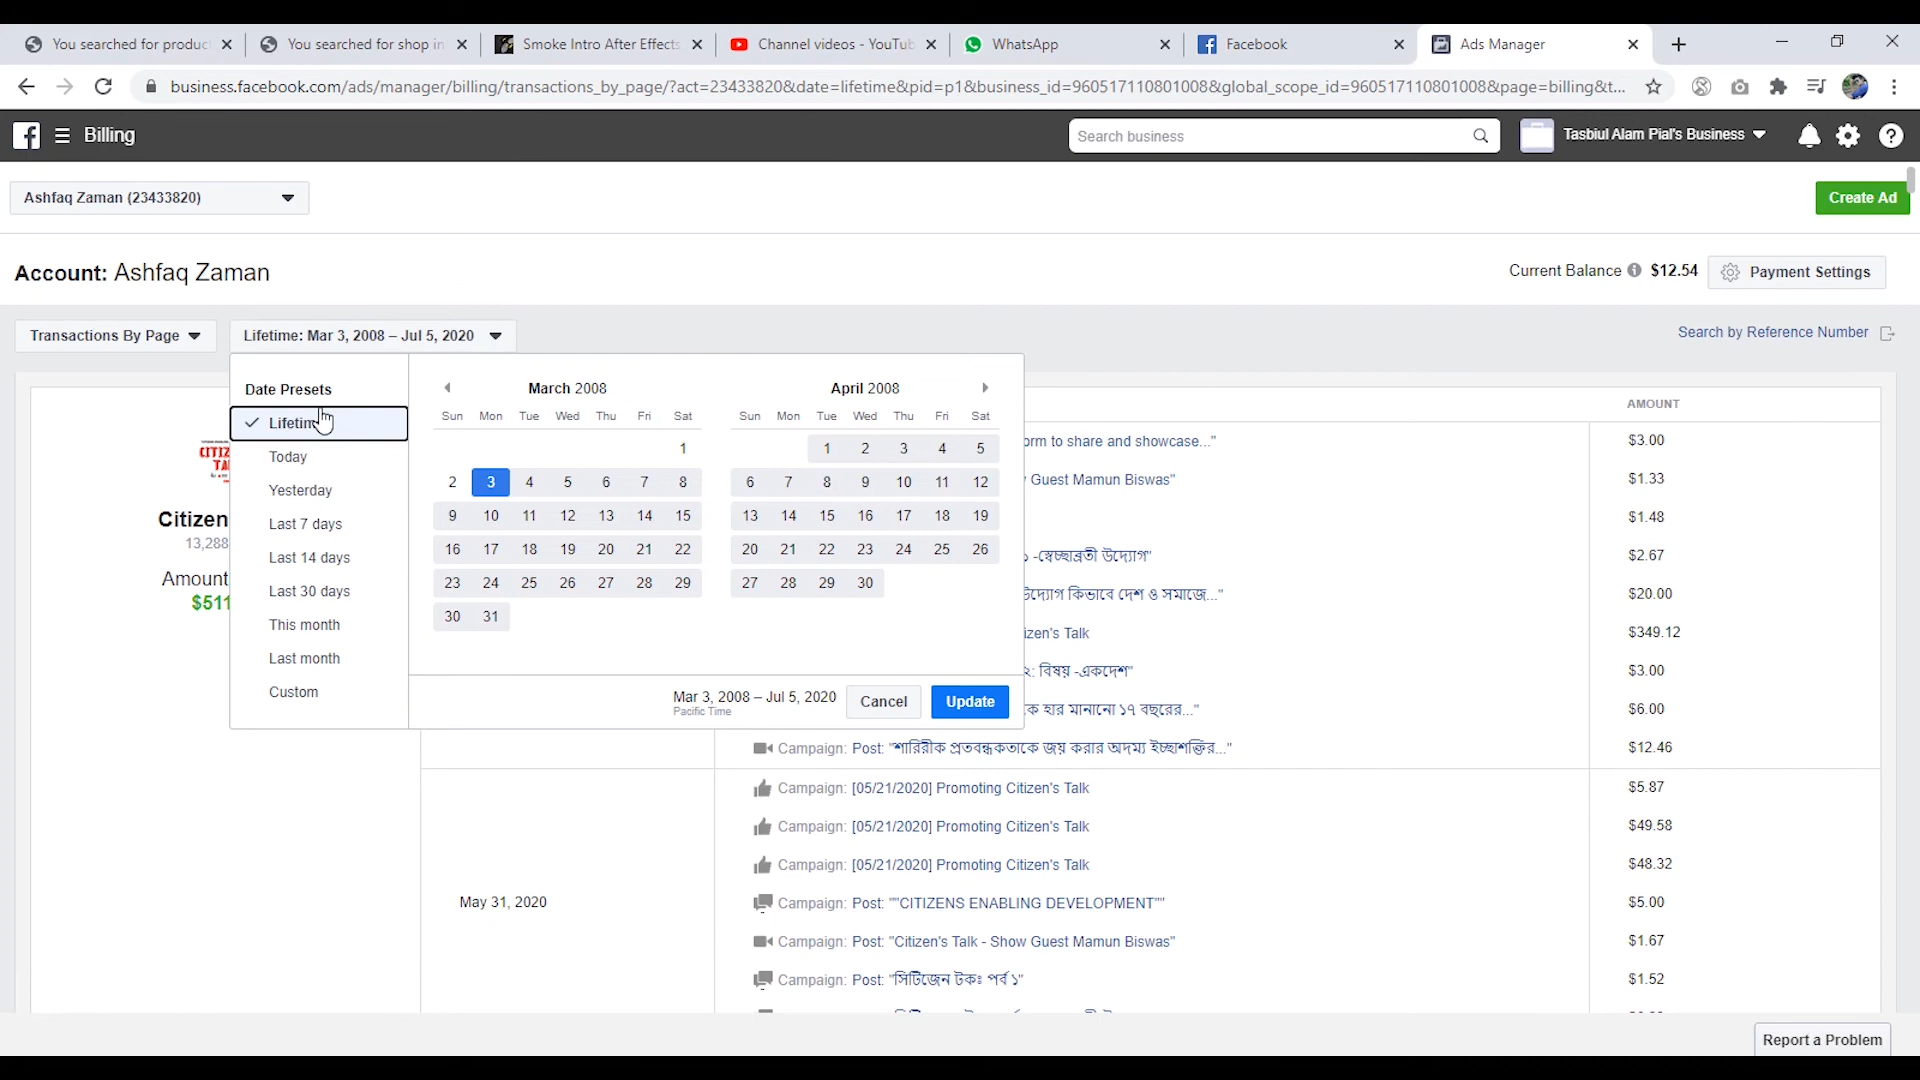 You searched for produc
You searched for shop in
Smoke Intro After Effects
Channel videos - YouTub
WhatsApp
Facebook
Ads Manager
business.facebook.com/ads/manager/billing/transactions_by_page/?act=23433820&date=lifetime&pid=p1&business_id=960517110801008&global_scope_id=960517110801008&page=billing&t...
Billing
Search business
Tasbiul Alam Pial's Business
Ashfaq Zaman (23433820)
Create Ad
Account: Ashfaq Zaman
Current Balance $12.54
Payment Settings
Transactions By Page
Lifetime: Mar 3, 2008 – Jul 5, 2020
Search by Reference Number
Date Presets
Lifetim
Today
Yesterday
Last 7 days
Last 14 days
Last 30 days
This month
Last month
Custom
March 2008
Sun Mon Tue Wed Thu Fri Sat
1
2 3 4 5 6 7 8
9 10 11 12 13 14 15
16 17 18 19 20 21 22
23 24 25 26 27 28 29
30 31
April 2008
Sun Mon Tue Wed Thu Fri Sat
1 2 3 4 5
6 7 8 9 10 11 12
13 14 15 16 17 18 19
20 21 22 23 24 25 26
27 28 29 30
Mar 3, 2008 – Jul 5, 2020
Pacific Time
Cancel
Update
CITIZ
TA
Citizen
13,288
Amount
$511
AMOUNT
orm to share and showcase..." $3.00
Guest Mamun Biswas" $1.33
$1.48
১ -স্বেচ্ছাব্রতী উদ্যোগ" $2.67
উদ্যোগ কিভাবে দেশ ও সমাজে..." $20.00
izen's Talk $349.12
২: বিষয় -একদেশ" $3.00
ক হার মানানো ১৭ বছরের..." $6.00
Campaign: Post: "শারিরীক প্রতবন্ধকতাকে জয় করার অদম্য ইচ্ছাশক্তির..." $12.46
Campaign: [05/21/2020] Promoting Citizen's Talk $5.87
Campaign: [05/21/2020] Promoting Citizen's Talk $49.58
Campaign: [05/21/2020] Promoting Citizen's Talk $48.32
May 31, 2020
Campaign: Post: ""CITIZENS ENABLING DEVELOPMENT"" $5.00
Campaign: Post: "Citizen's Talk - Show Guest Mamun Biswas" $1.67
Campaign: Post: "সিটিজেন টকঃ পর্ব ১" $1.52
Report a Problem